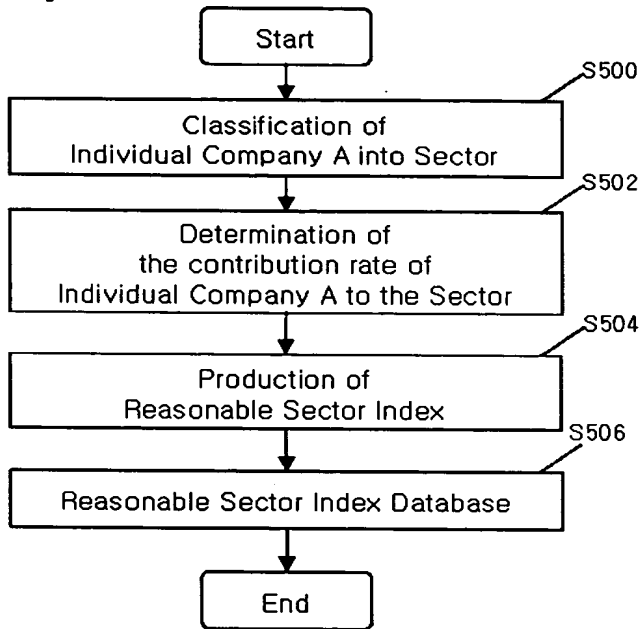 Start
S500
Classification of
Individual Company A into Sector
S502
Determination of
the contribution rate of
Individual Company A to the Sector
S504
Production of
Reasonable Sector Index
S506
Reasonable Sector Index Database
End